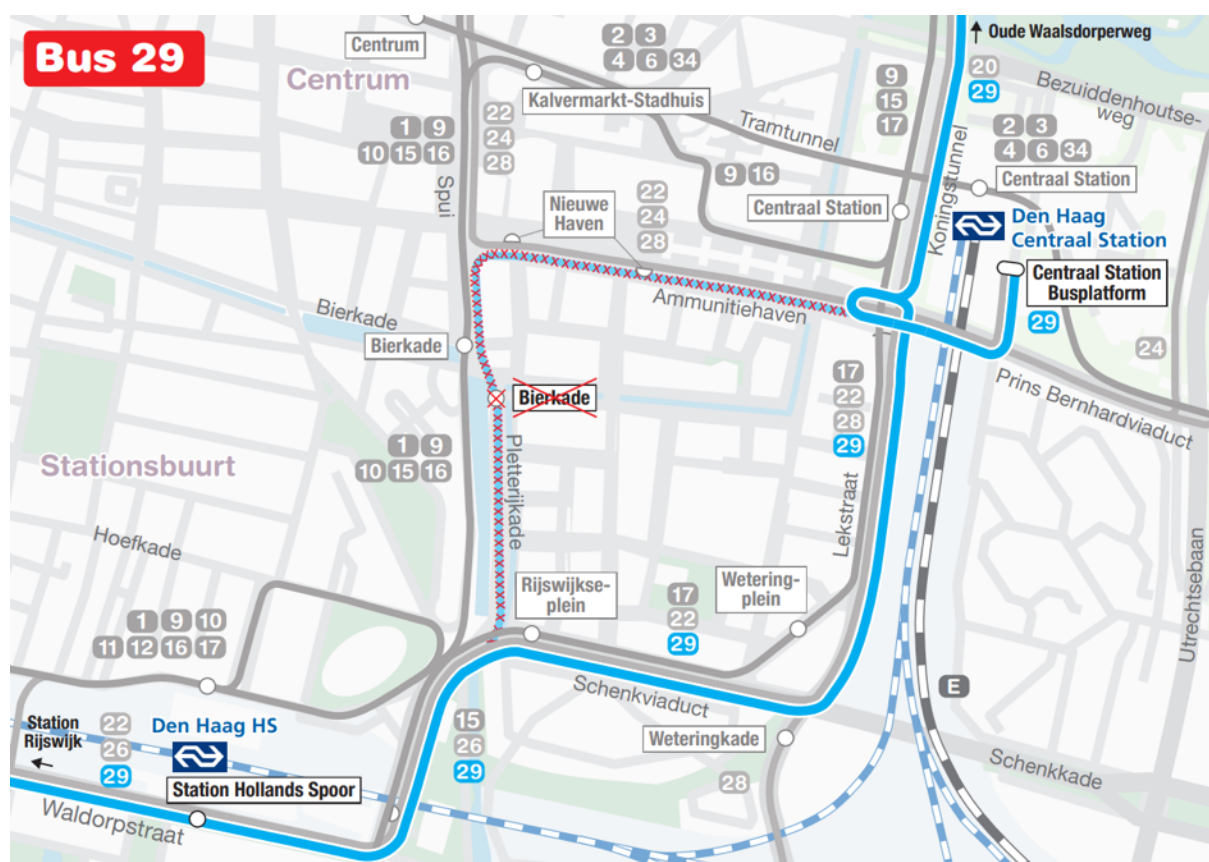 Bus 29
Centrum
Centrum
2 3
4 6 34
Kalvermarkt-Stadhuis
9
15
17
↑ Oude Waalsdorperweg
20
29
Bezuiddenhoutse-
weg
1 9
10 15 16
22
24
28
Spui
Tramtunnel
9 16
2 3
4 6 34
Centraal Station
Nieuwe
Haven
22
24
28
Centraal Station
Koningstunnel
Den Haag
Centraal Station
Centraal Station
Busplatform
29
Ammunitiehaven
Bierkade
Bierkade
24
Prins Bernhardviaduct
Bierkade
17
22
28
29
1 9
10 15 16
Stationsbuurt
Pletterijkade
Lekstraat
Hoefkade
Rijswijkse-
plein
17
22
29
Wetering-
plein
Utrechtsebaan
1 9 10
11 12 16 17
Schenkviaduct
E
Station
Rijswijk
←
22
26
29
Den Haag HS
Station Hollands Spoor
15
26
29
Weteringkade
28
Schenkkade
Waldorpstraat